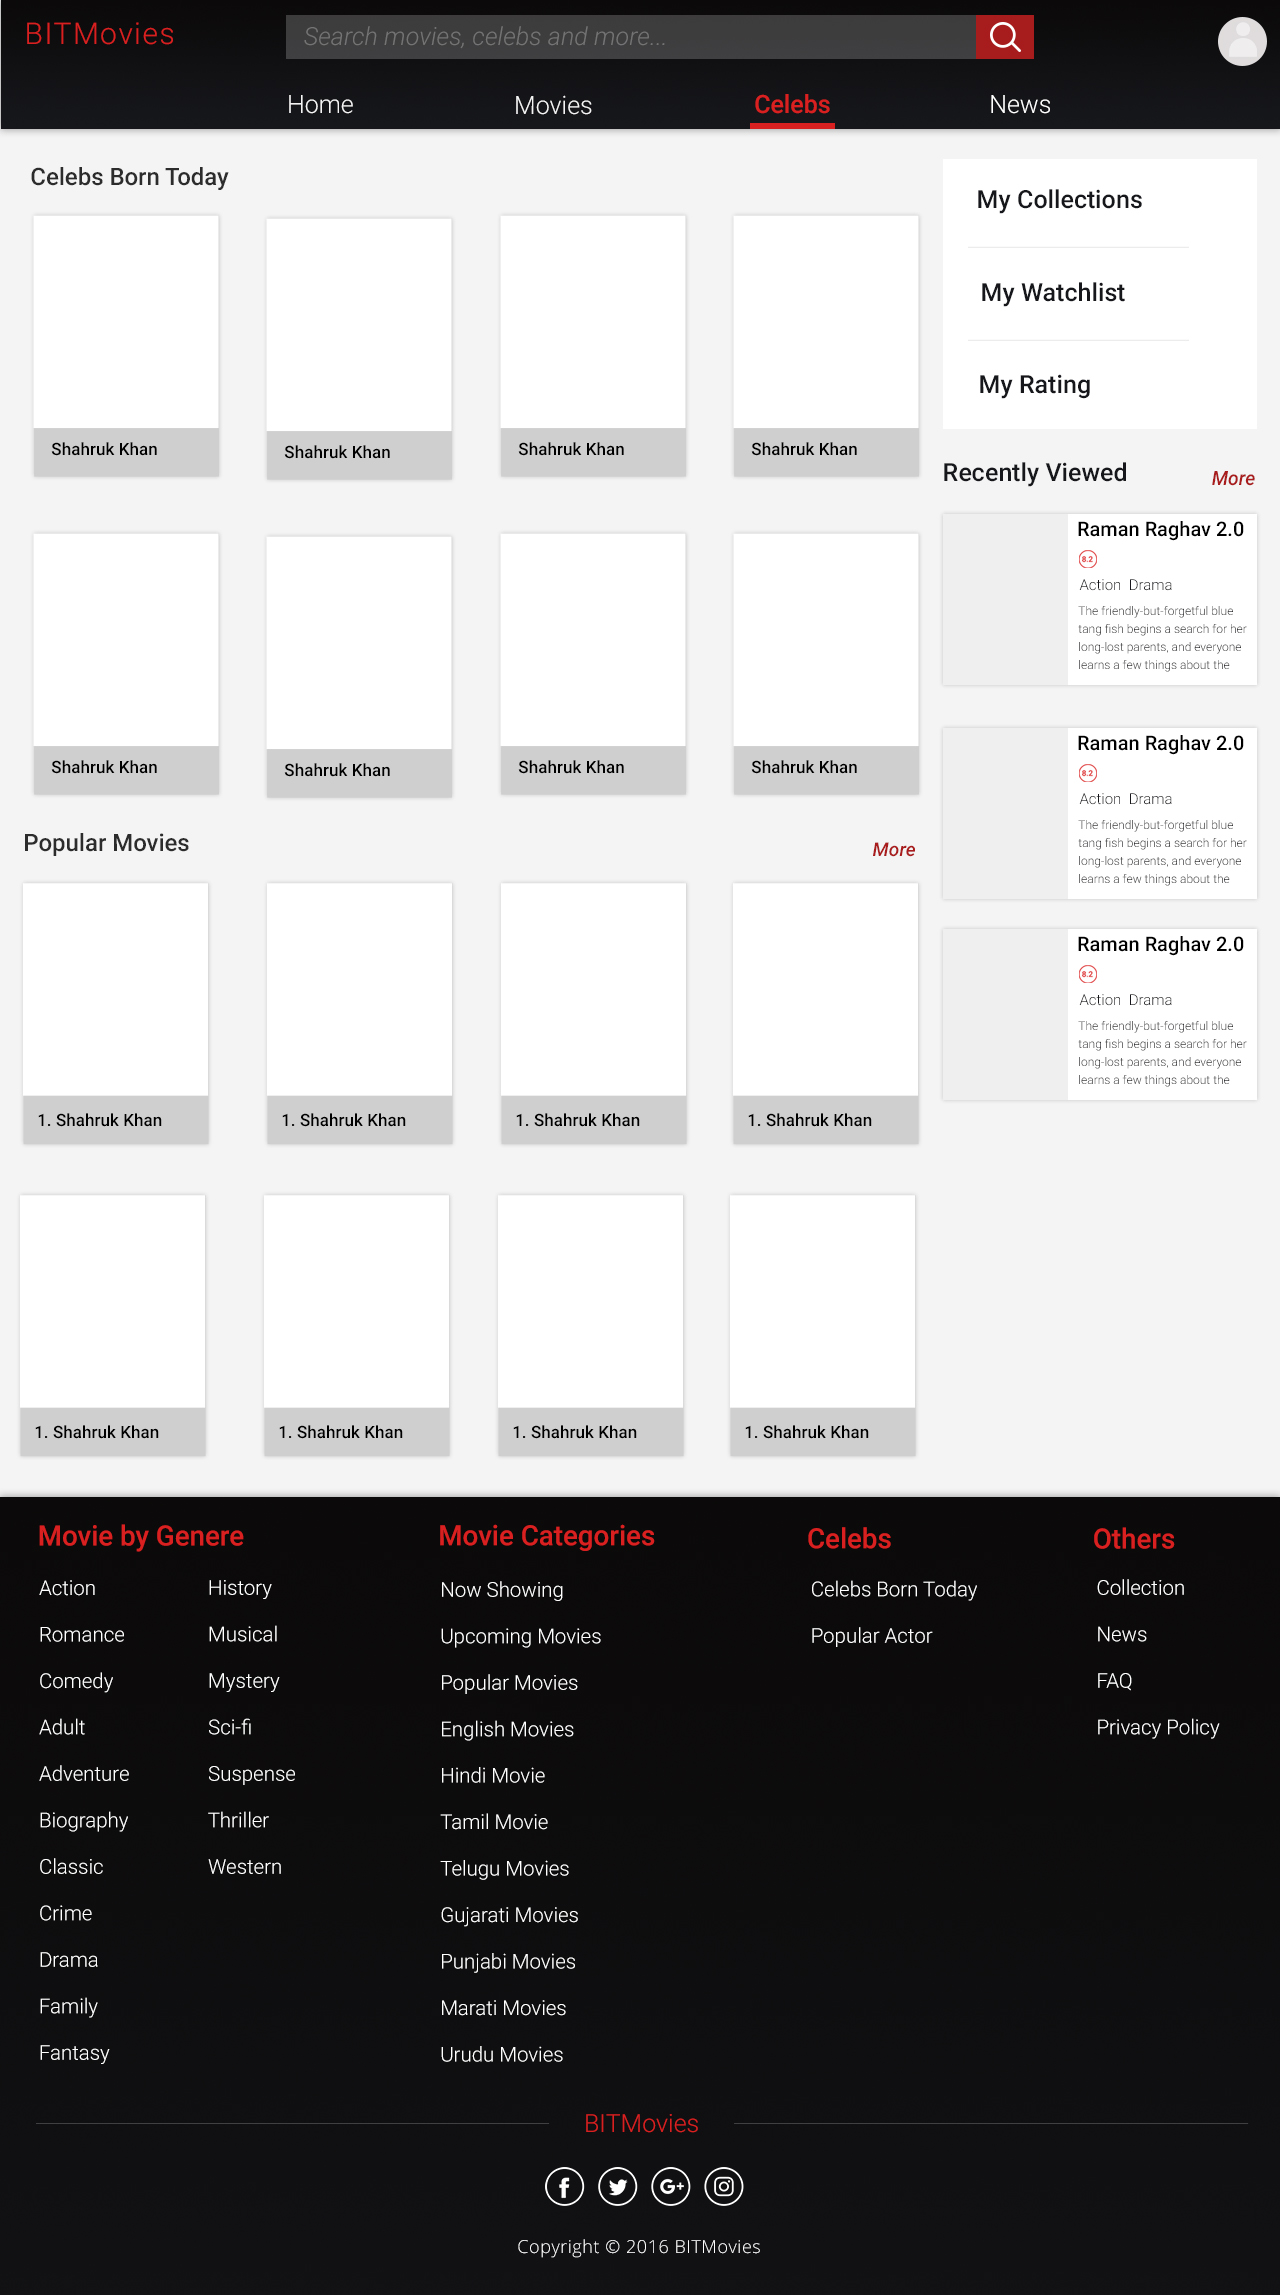 BITMovies
Search movies, celebs and more...
Home Movies Celebs News
Celebs Born Today
Shahruk Khan Shahruk Khan Shahruk Khan Shahruk Khan
Shahruk Khan Shahruk Khan Shahruk Khan Shahruk Khan
Popular Movies More
1. Shahruk Khan 1. Shahruk Khan 1. Shahruk Khan 1. Shahruk Khan
1. Shahruk Khan 1. Shahruk Khan 1. Shahruk Khan 1. Shahruk Khan
My Collections
My Watchlist
My Rating
Recently Viewed More
Raman Raghav 2.0
8.2
Action Drama
The friendly-but-forgetful blue
tang fish begins a search for her
long-lost parents, and everyone
learns a few things about the
Raman Raghav 2.0
8.2
Action Drama
The friendly-but-forgetful blue
tang fish begins a search for her
long-lost parents, and everyone
learns a few things about the
Raman Raghav 2.0
8.2
Action Drama
The friendly-but-forgetful blue
tang fish begins a search for her
long-lost parents, and everyone
learns a few things about the
Movie by Genere
Action
Romance
Comedy
Adult
Adventure
Biography
Classic
Crime
Drama
Family
Fantasy
History
Musical
Mystery
Sci-fi
Suspense
Thriller
Western
Movie Categories
Now Showing
Upcoming Movies
Popular Movies
English Movies
Hindi Movie
Tamil Movie
Telugu Movies
Gujarati Movies
Punjabi Movies
Marati Movies
Urudu Movies
Celebs
Celebs Born Today
Popular Actor
Others
Collection
News
FAQ
Privacy Policy
BITMovies
Copyright © 2016 BITMovies